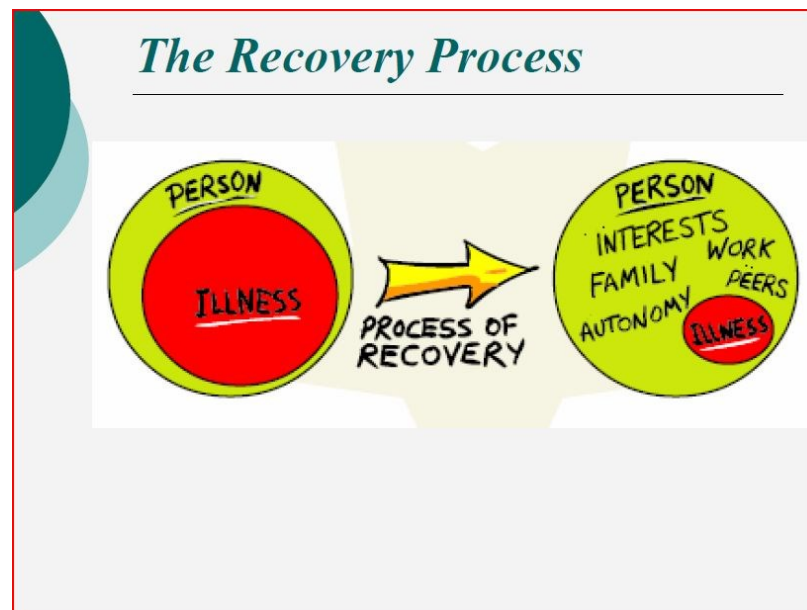 The Recovery Process
PERSON
ILLNESS
PROCESS OF
RECOVERY
PERSON
INTERESTS
WORK
FAMILY
PEERS
AUTONOMY
ILLNESS